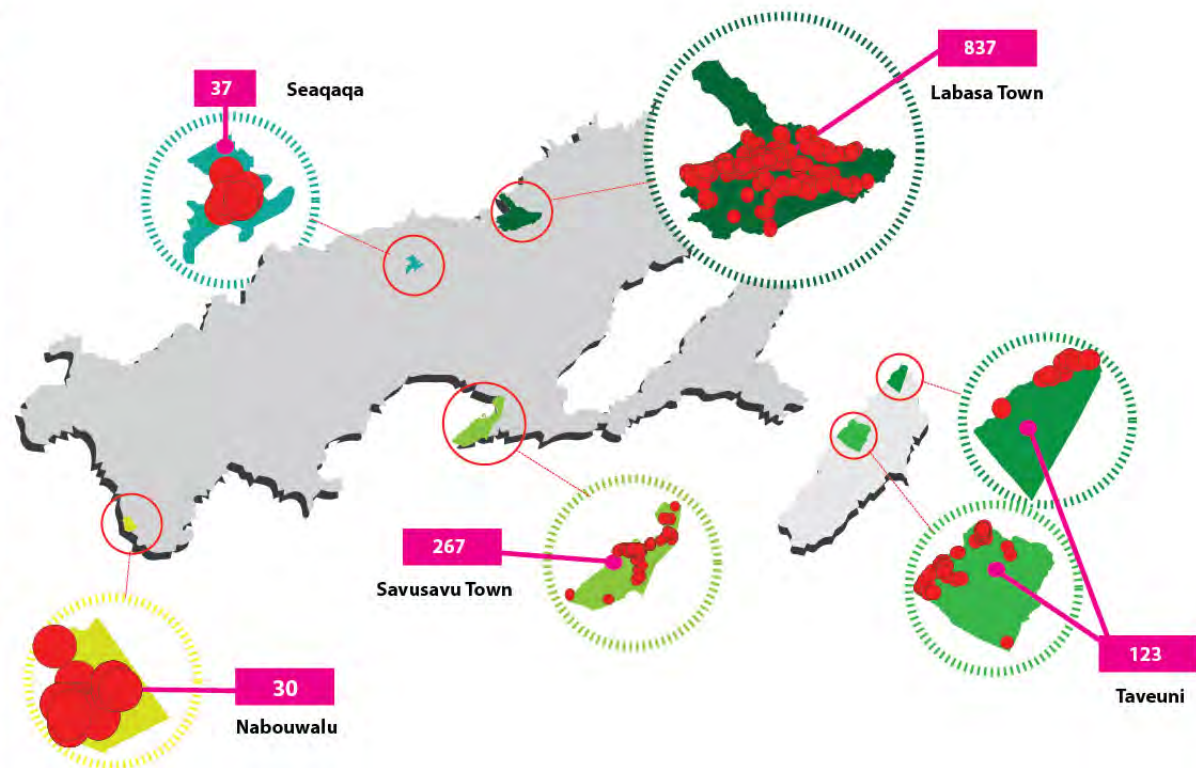 837
Labasa Town
37
Seaqaqa
267
Savusavu Town
123
Taveuni
30
Nabouwalu